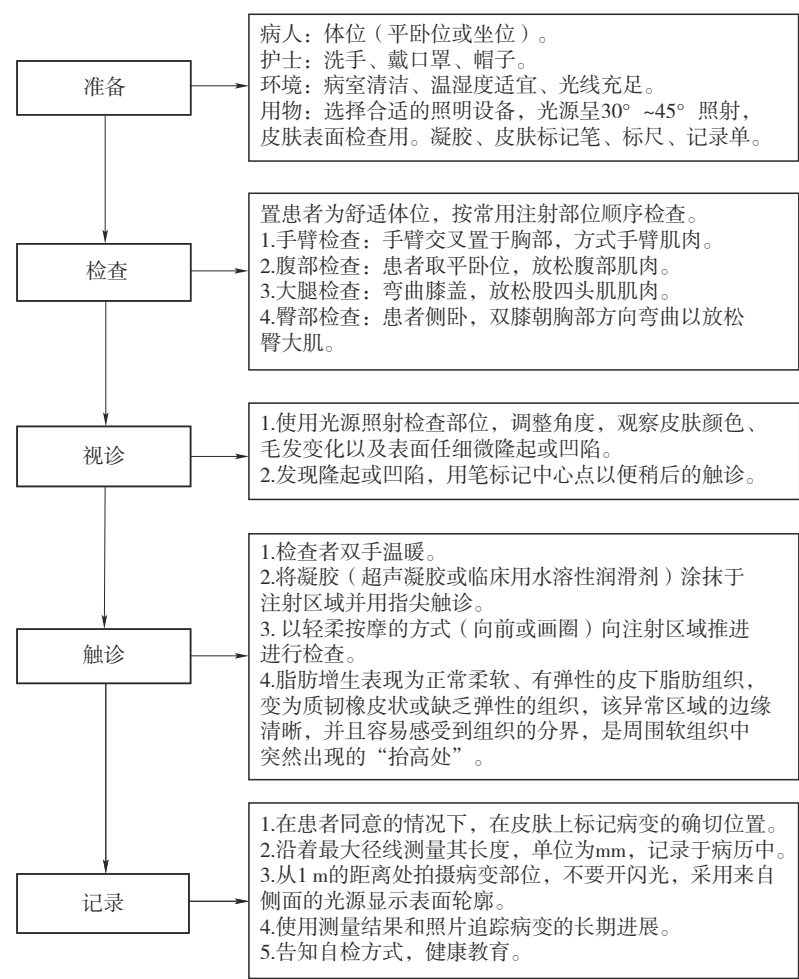 准备
病人：体位（平卧位或坐位）。
护士：洗手、戴口罩、帽子。
环境：病室清洁、温湿度适宜、光线充足。
用物：选择合适的照明设备，光源呈30° ~45° 照射，
皮肤表面检查用。凝胶、皮肤标记笔、标尺、记录单。
检查
置患者为舒适体位，按常用注射部位顺序检查。
1.手臂检查：手臂交叉置于胸部，方式手臂肌肉。
2.腹部检查：患者取平卧位，放松腹部肌肉。
3.大腿检查：弯曲膝盖，放松股四头肌肌肉。
4.臀部检查：患者侧卧，双膝朝胸部方向弯曲以放松
臀大肌。
视诊
1.使用光源照射检查部位，调整角度，观察皮肤颜色、
毛发变化以及表面任细微隆起或凹陷。
2.发现隆起或凹陷，用笔标记中心点以便稍后的触诊。
触诊
1.检查者双手温暖。
2.将凝胶（超声凝胶或临床用水溶性润滑剂）涂抹于
注射区域并用指尖触诊。
3. 以轻柔按摩的方式（向前或画圈）向注射区域推进
进行检查。
4.脂肪增生表现为正常柔软、有弹性的皮下脂肪组织，
变为质韧橡皮状或缺乏弹性的组织，该异常区域的边缘
清晰，并且容易感受到组织的分界，是周围软组织中
突然出现的“抬高处”。
记录
1.在患者同意的情况下，在皮肤上标记病变的确切位置。
2.沿着最大径线测量其长度，单位为mm，记录于病历中。
3.从1 m的距离处拍摄病变部位，不要开闪光，采用来自
侧面的光源显示表面轮廓。
4.使用测量结果和照片追踪病变的长期进展。
5.告知自检方式，健康教育。